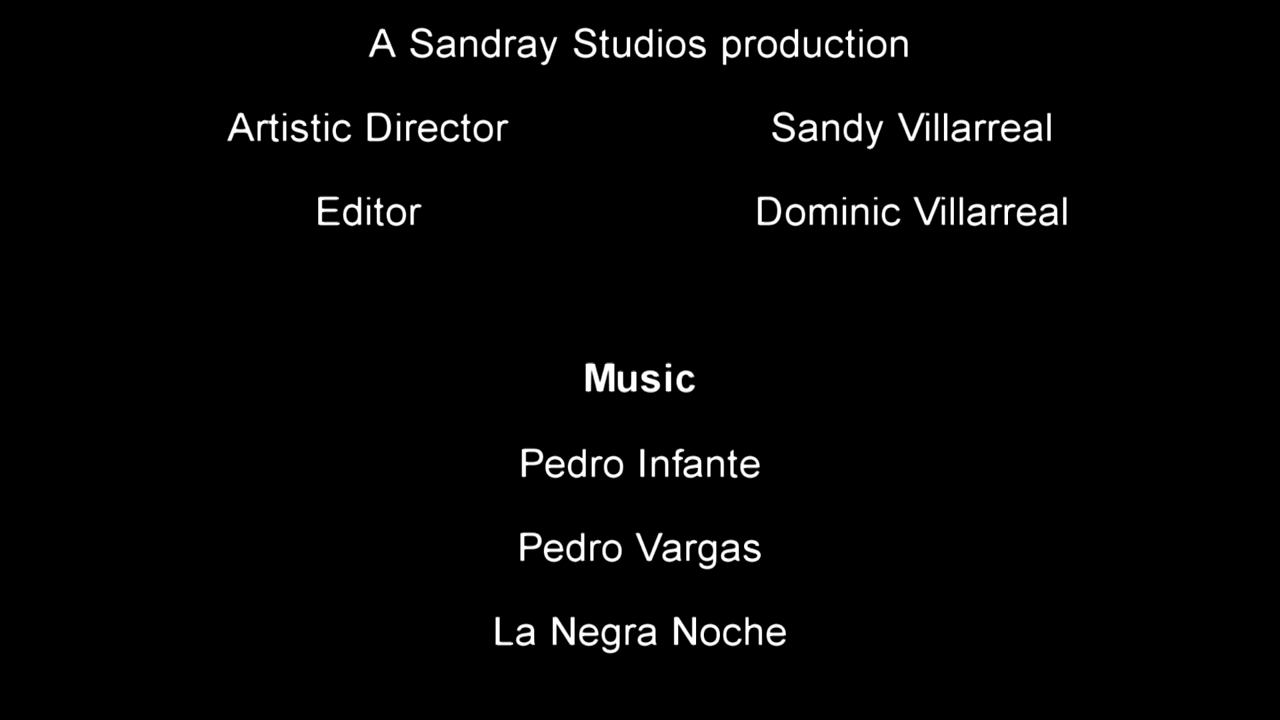 A Sandray Studios production
Artistic Director Sandy Villarreal
Editor Dominic Villarreal
Music
Pedro Infante
Pedro Vargas
La Negra Noche